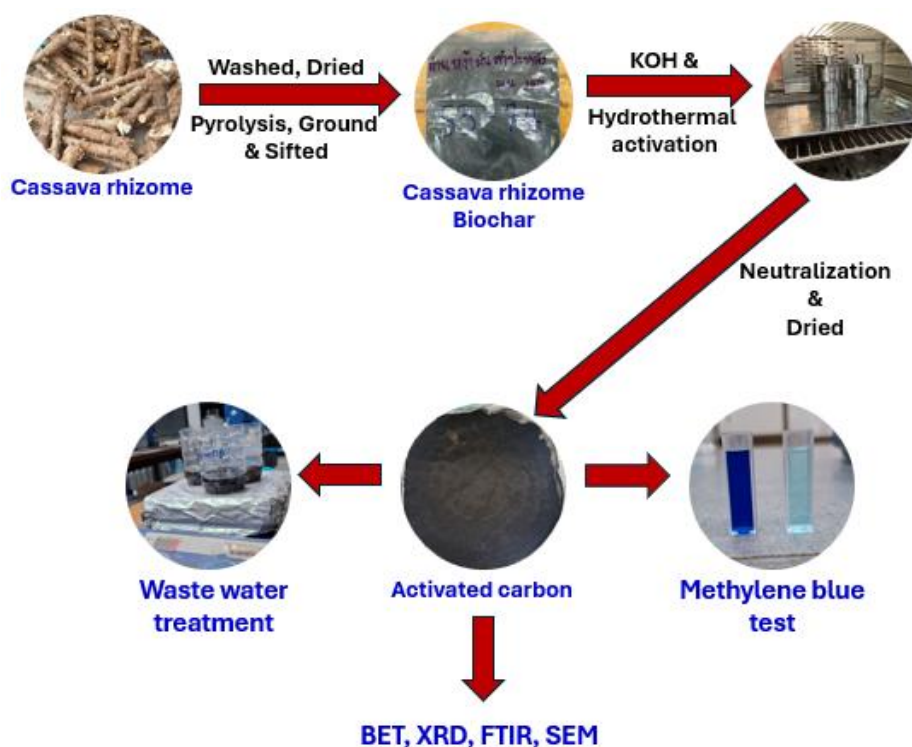 Washed, Dried
Pyrolysis, Ground
& Sifted
Cassava rhizome
KOH &
Hydrothermal
activation
Cassava rhizome
Biochar
Neutralization
&
Dried
Waste water
treatment
Activated carbon
Methylene blue
test
BET, XRD, FTIR, SEM